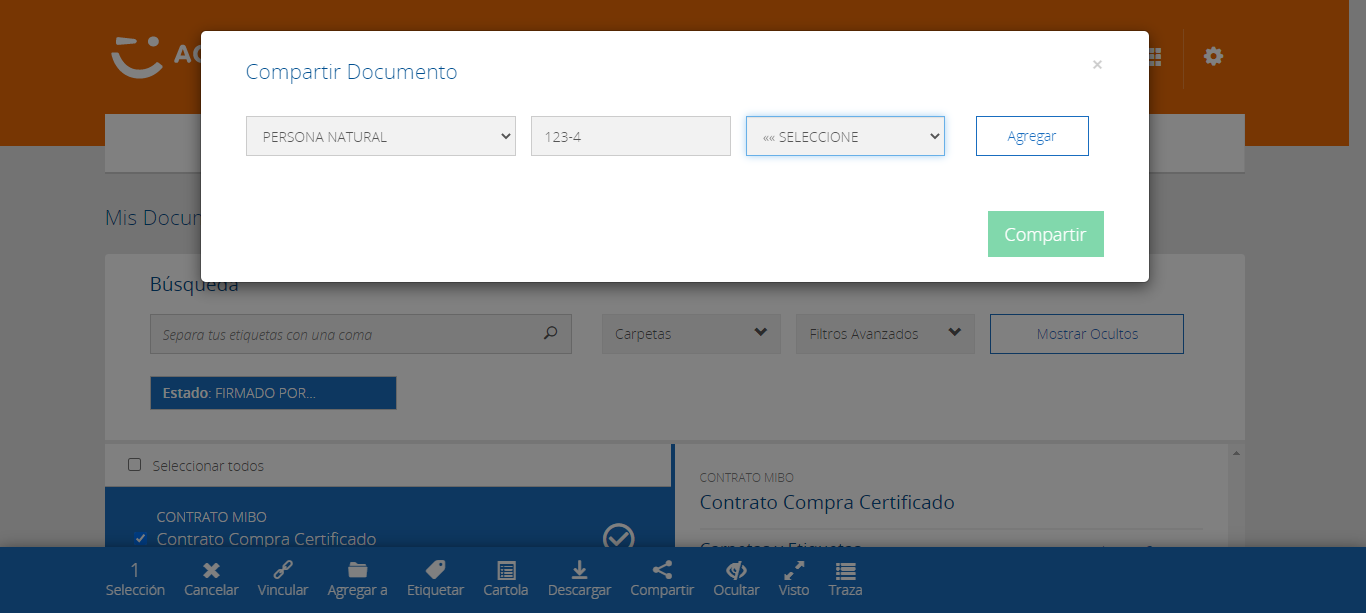 Compartir Documento
×
PERSONA NATURAL
123-4
«« SELECCIONE
Agregar
Compartir
Mis
Búsqueda
Separa tus etiquetas con una coma
Carpetas
Filtros Avanzados
Mostrar Ocultos
Estado: FIRMADO POR...
Seleccionar todos
CONTRATO MIBO
Contrato Compra Certificado
CONTRATO MIBO
Contrato Compra Certificado
Carpetas y Etiquetas
1
Selección
Cancelar
Vincular
Agregar a
Etiquetar
Cartola
Descargar
Compartir
Ocultar
Visto
Traza